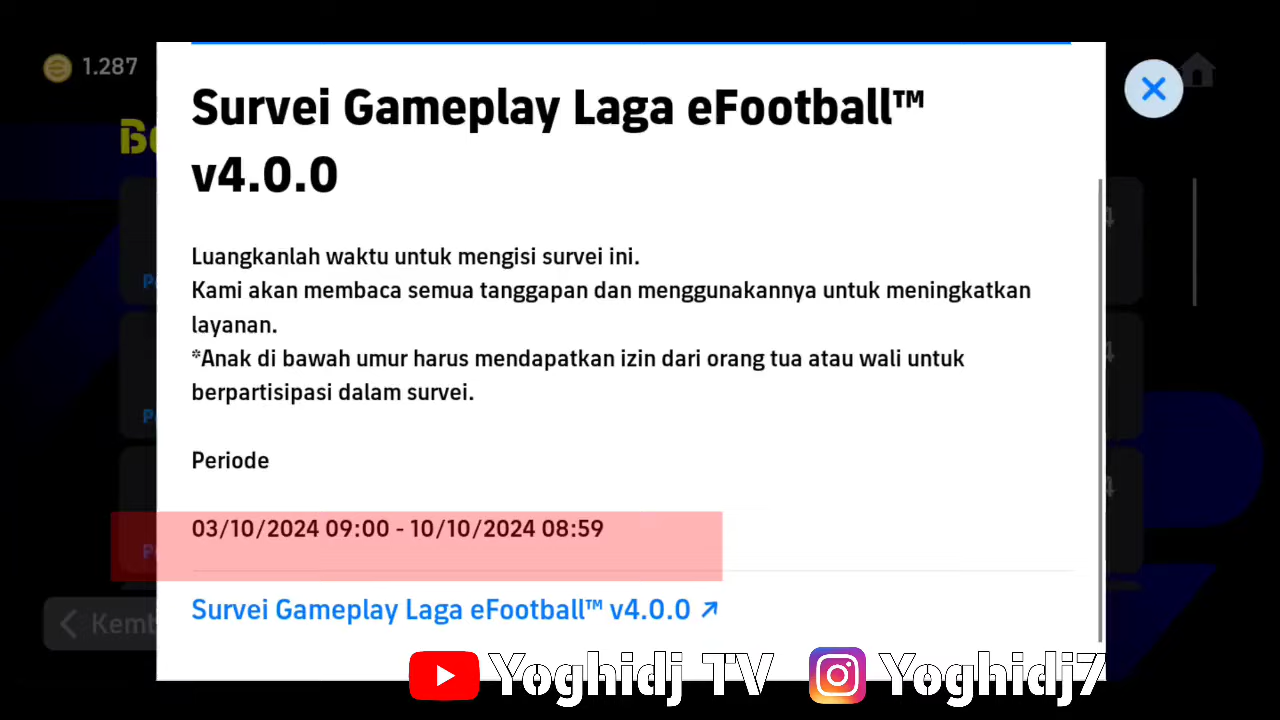 1.287
Survei Gameplay Laga eFootball™
v4.0.0
Luangkanlah waktu untuk mengisi survei ini.
Kami akan membaca semua tanggapan dan menggunakannya untuk meningkatkan
layanan.
*Anak di bawah umur harus mendapatkan izin dari orang tua atau wali untuk
berpartisipasi dalam survei.
Periode
03/10/2024 09:00 - 10/10/2024 08:59
Survei Gameplay Laga eFootball™ v4.0.0
Yoghidj TV Yoghidj7